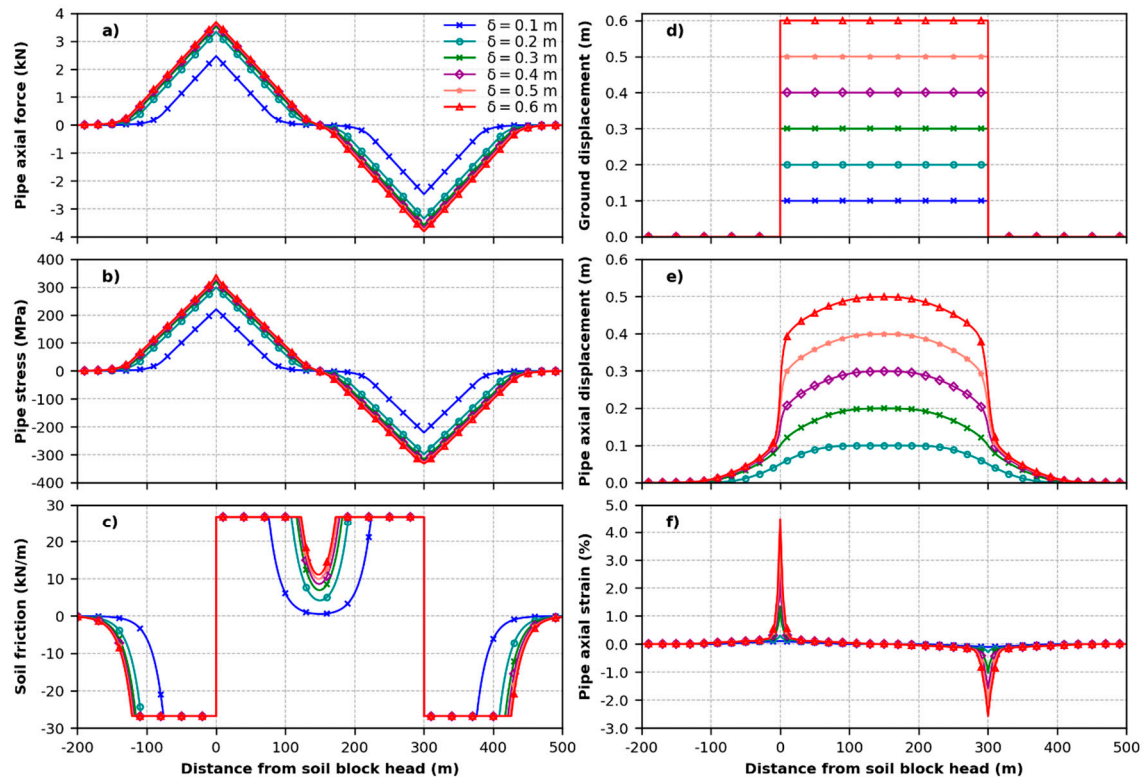 a)
Pipe axial force (kN)
4
3
2
1
0
-1
-2
-3
-4
δ = 0.1 m
δ = 0.2 m
δ = 0.3 m
δ = 0.4 m
δ = 0.5 m
δ = 0.6 m
d)
Ground displacement (m)
0.6
0.5
0.4
0.3
0.2
0.1
0.0
b)
Pipe stress (MPa)
400
300
200
100
0
-100
-200
-300
-400
e)
Pipe axial displacement (m)
0.6
0.5
0.4
0.3
0.2
0.1
0.0
c)
Soil friction (kN/m)
30
20
10
0
-10
-20
-30
-200 -100 0 100 200 300 400 500
Distance from soil block head (m)
f)
Pipe axial strain (%)
5.0
4.0
3.0
2.0
1.0
0.0
-1.0
-2.0
-3.0
-200 -100 0 100 200 300 400 500
Distance from soil block head (m)